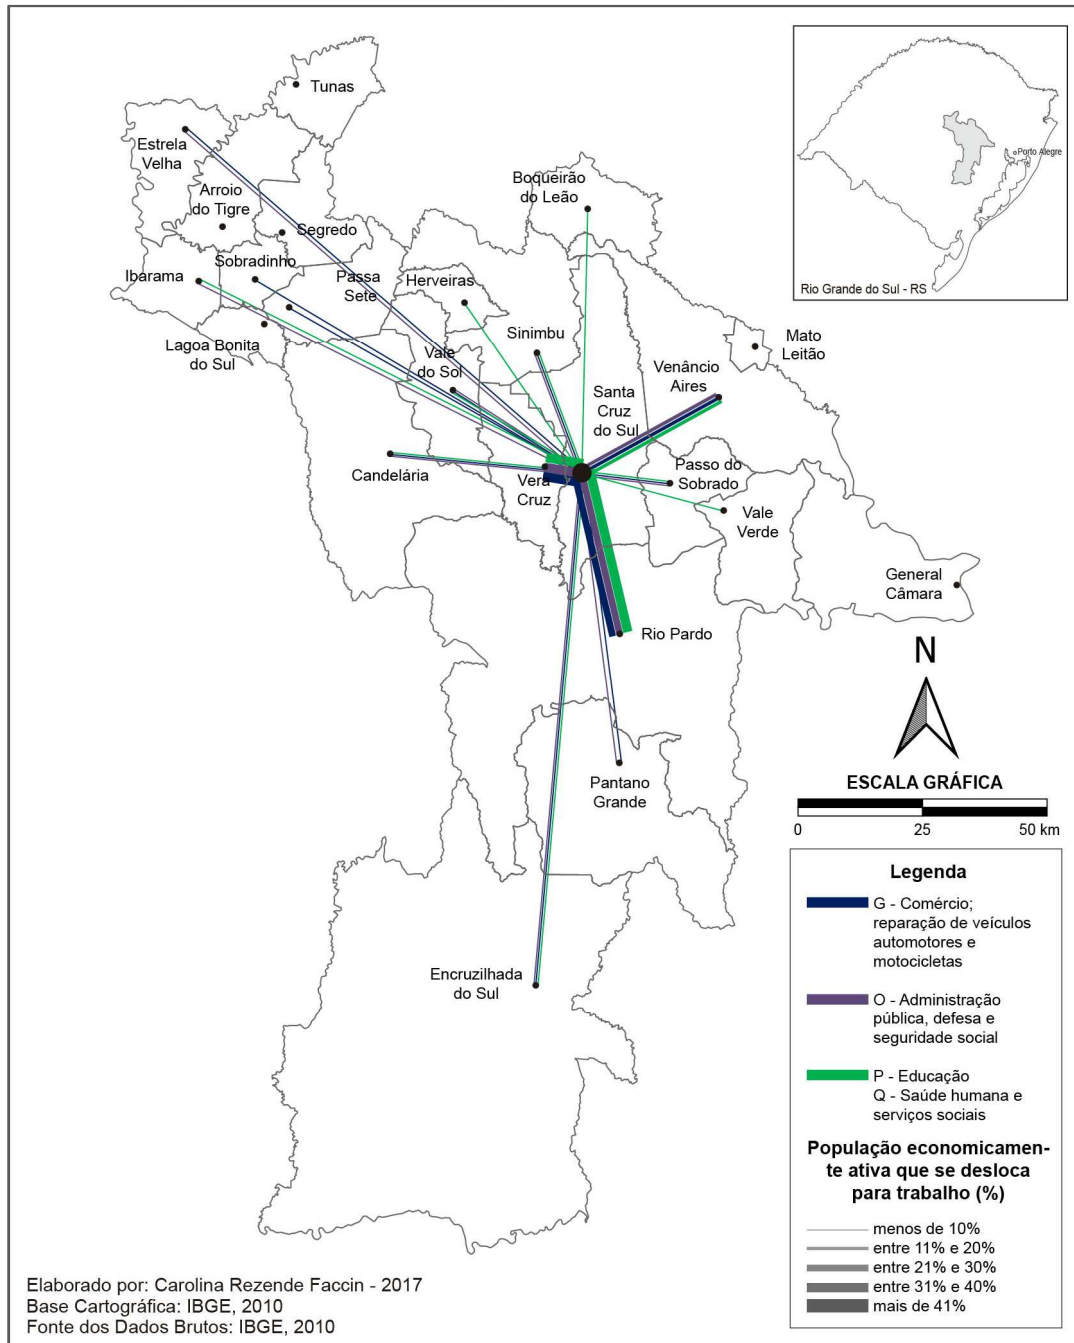 Tunas
Estrela
Velha
Arroio
do Tigre
Segredo
Boqueirão
do Leão
Ibarama
Sobradinho
Passa
Sete
Herveiras
Lagoa Bonita
do Sul
Vale
do Sol
Sinimbu
Mato
Leitão
Venâncio
Aires
Santa
Cruz
do Sul
Candelária
Vera
Cruz
Passo do
Sobrado
Vale
Verde
General
Câmara
Rio Pardo
Pantano
Grande
Encruzilhada
do Sul
Porto Alegre
Rio Grande do Sul - RS
N
ESCALA GRÁFICA
0 25 50 km
Legenda
G - Comércio;
reparação de veículos
automotores e
motocicletas
O - Administração
pública, defesa e
seguridade social
P - Educação
Q - Saúde humana e
serviços sociais
População economicamen-
te ativa que se desloca
para trabalho (%)
menos de 10%
entre 11% e 20%
entre 21% e 30%
entre 31% e 40%
mais de 41%
Elaborado por: Carolina Rezende Faccin - 2017
Base Cartográfica: IBGE, 2010
Fonte dos Dados Brutos: IBGE, 2010